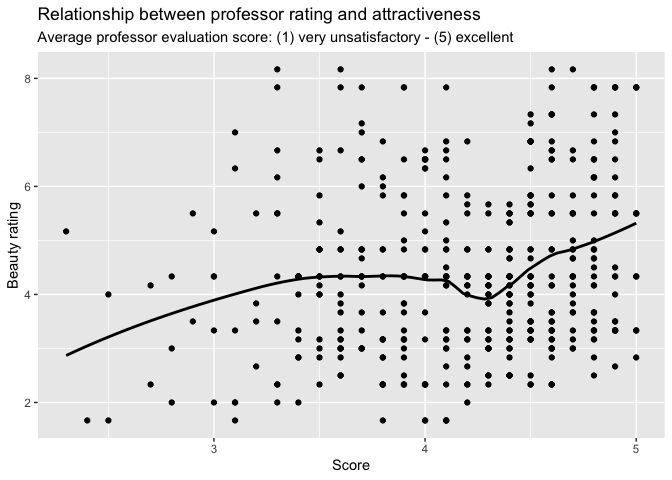 Relationship between professor rating and attractiveness
Average professor evaluation score: (1) very unsatisfactory - (5) excellent
8
6
4
2
Beauty rating
3
4
5
Score